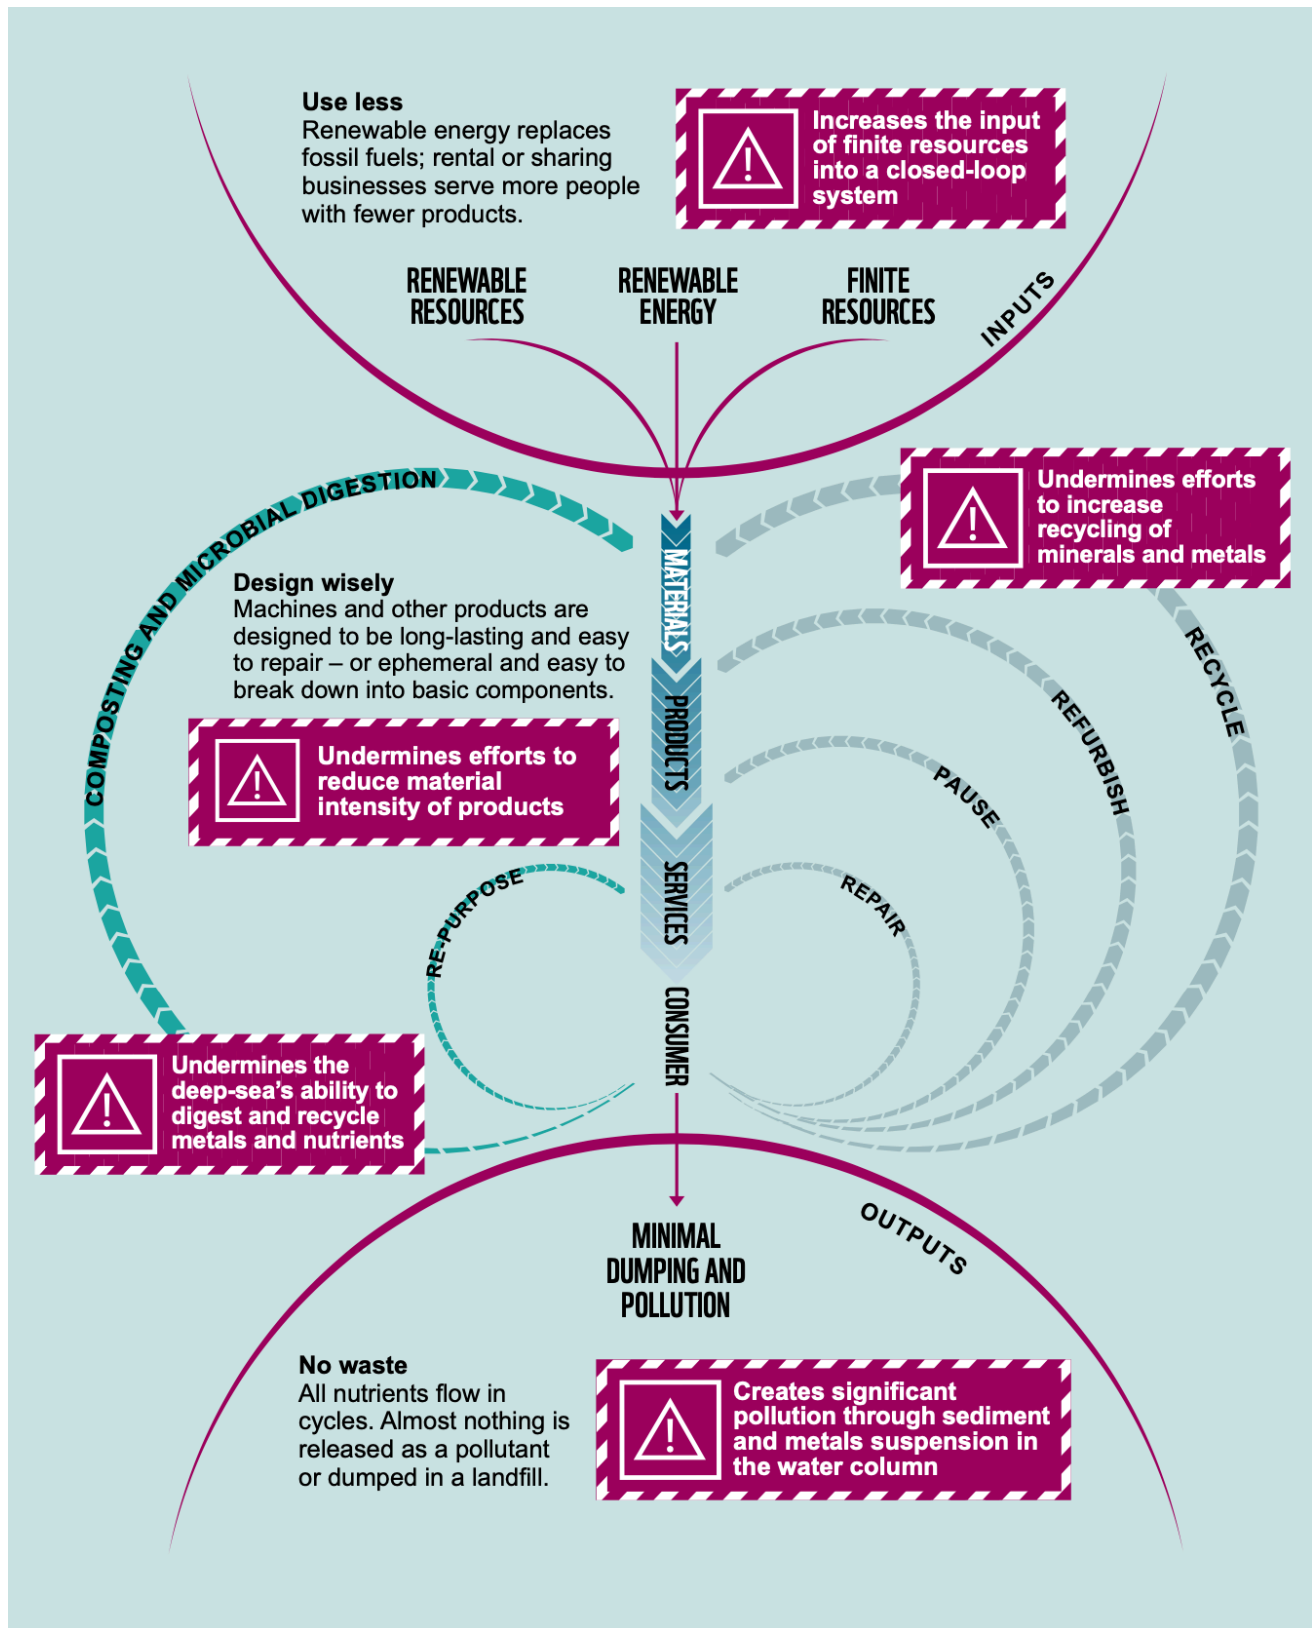 Use less
Renewable energy replaces
fossil fuels; rental or sharing
businesses serve more people
with fewer products.
Increases the input
of finite resources
into a closed-loop
system
RENEWABLE
RESOURCES
RENEWABLE
ENERGY
FINITE
RESOURCES
INPUTS
COMPOSTING AND MICROBIAL DIGESTION
Undermines efforts
to increase
recycling of
minerals and metals
MATERIALS
Design wisely
Machines and other products are
designed to be long-lasting and easy
to repair – or ephemeral and easy to
break down into basic components.
RECYCLE
REFURBISH
PRODUCTS
PAUSE
Undermines efforts to
reduce material
intensity of products
RE-PURPOSE
SERVICES
REPAIR
CONSUMER
Undermines the
deep-sea's ability to
digest and recycle
metals and nutrients
OUTPUTS
MINIMAL
DUMPING AND
POLLUTION
No waste
All nutrients flow in
cycles. Almost nothing is
released as a pollutant
or dumped in a landfill.
Creates significant
pollution through sediment
and metals suspension in
the water column